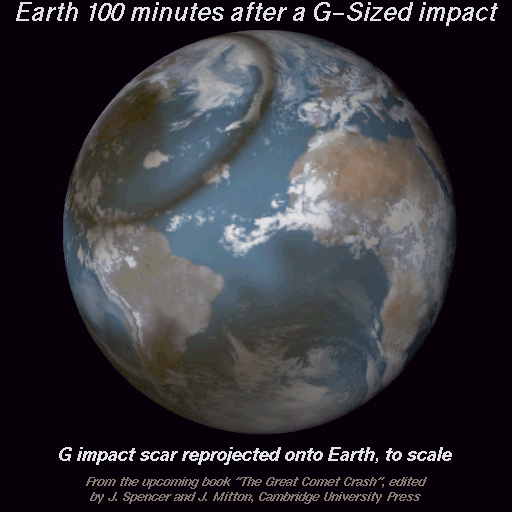 Earth 100 minutes after a G-Sized impact
G impact scar reprojected onto Earth, to scale
From the upcoming book "The Great Comet Crash", edited
by J. Spencer and J. Mitton, Cambridge University Press